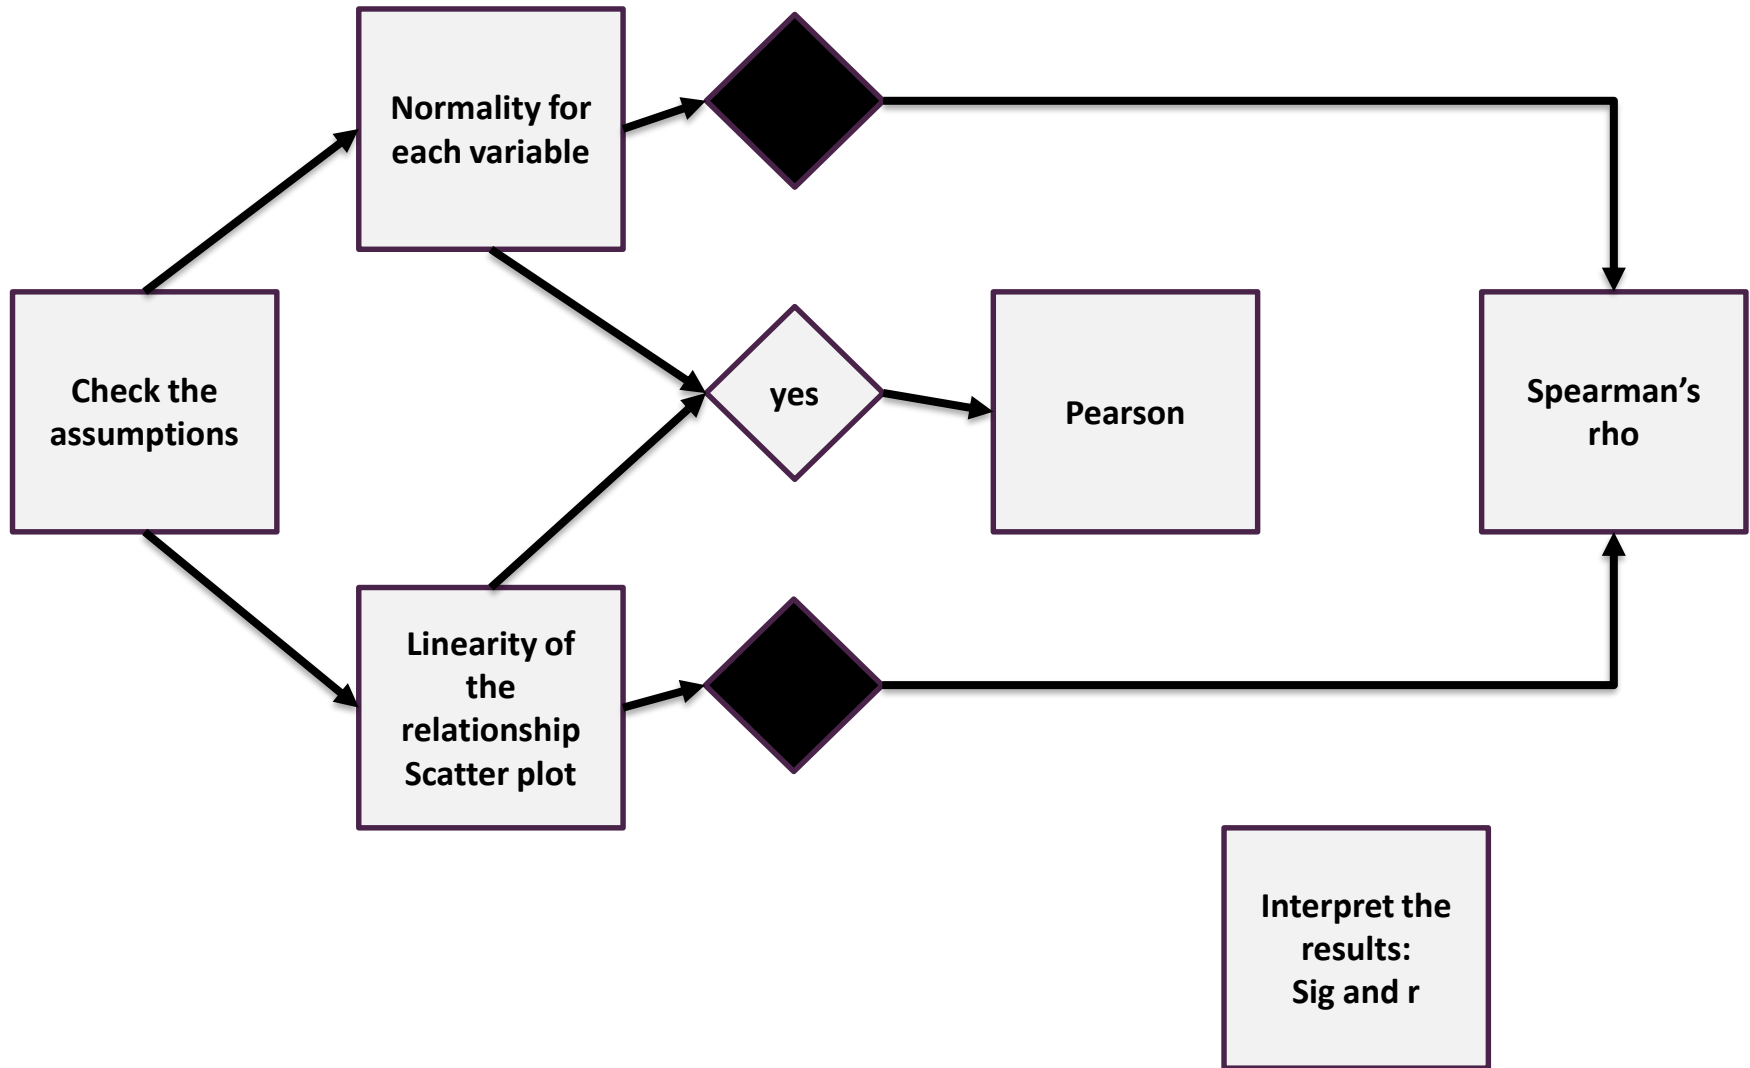 Normality for
each variable
Check the
assumptions
yes
Pearson
Spearman's
rho
Linearity of
the
relationship
Scatter plot
Interpret the
results:
Sig and r